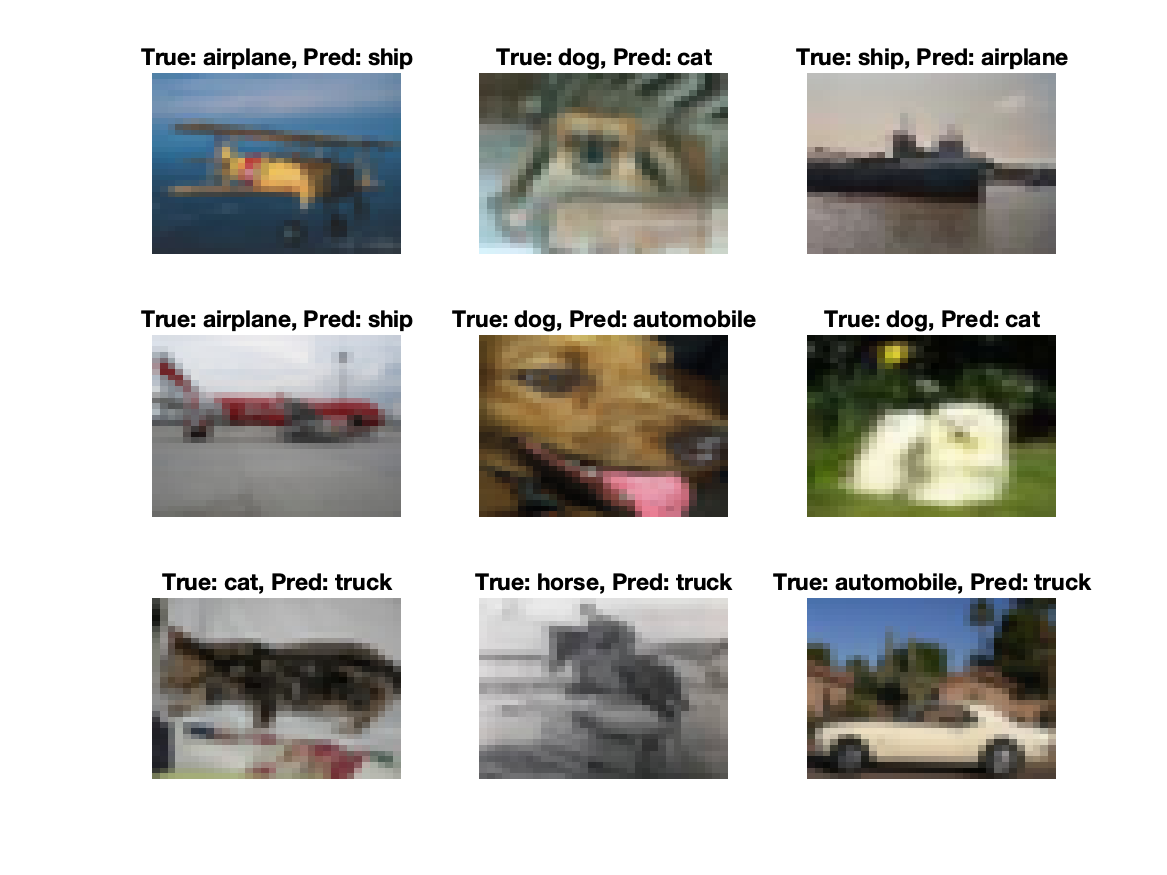 True: airplane, Pred: ship
True: dog, Pred: cat
True: ship, Pred: airplane
True: airplane, Pred: ship
True: dog, Pred: automobile
True: dog, Pred: cat
True: cat, Pred: truck
True: horse, Pred: truck
True: automobile, Pred: truck